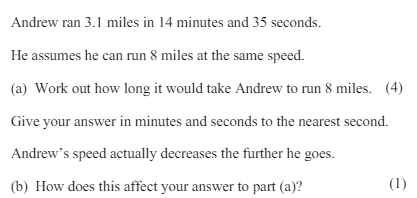 Andrew ran 3.1 miles in 14 minutes and 35 seconds.
He assumes he can run 8 miles at the same speed.
(a) Work out how long it would take Andrew to run 8 miles. (4)
Give your answer in minutes and seconds to the nearest second.
Andrew's speed actually decreases the further he goes.
(b) How does this affect your answer to part (a)? (1)